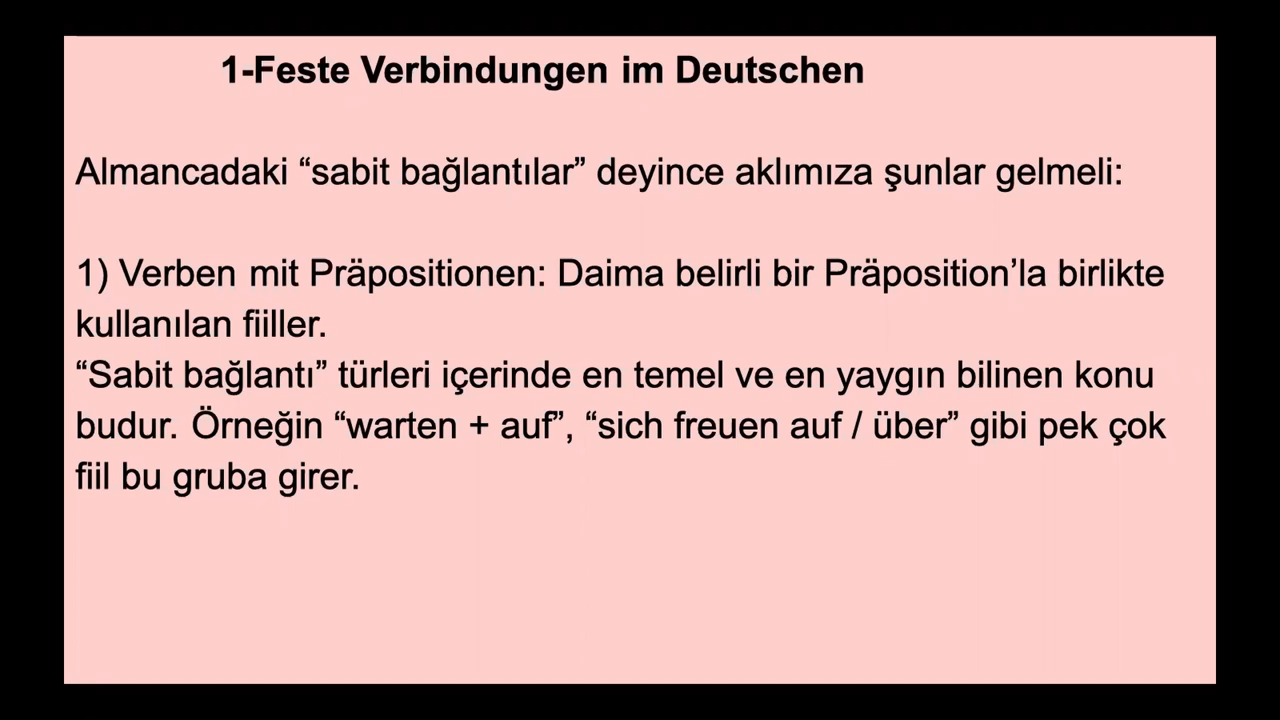 1-Feste Verbindungen im Deutschen
Almancadaki “sabit bağlantılar” deyince aklımıza şunlar gelmeli:
1) Verben mit Präpositionen: Daima belirli bir Präposition’la birlikte
kullanılan fiiller.
“Sabit bağlantı” türleri içerinde en temel ve en yaygın bilinen konu
budur. Örneğin “warten + auf”, “sich freuen auf / über” gibi pek çok
fiil bu gruba girer.